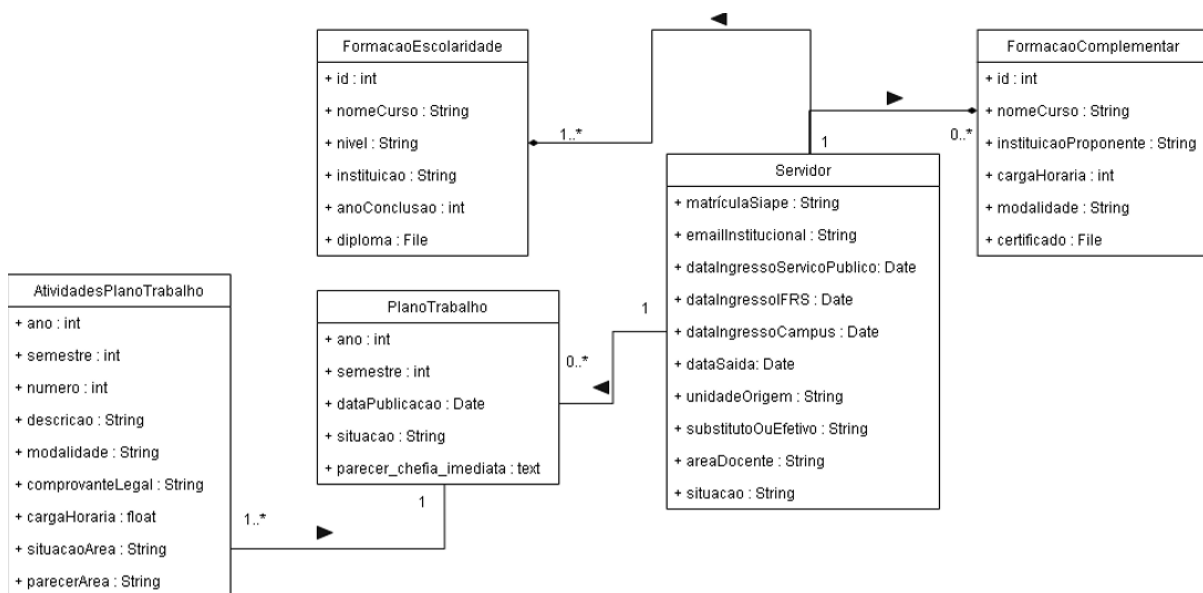 FormacaoEscolaridade
+ id : int
+ nomeCurso : String
+ nivel : String
+ instituicao : String
+ anoConclusao : int
+ diploma : File
1..*
FormacaoComplementar
+ id : int
+ nomeCurso : String
+ instituicaoProponente : String
+ cargaHoraria : int
+ modalidade : String
+ certificado : File
0..*
1
Servidor
+ matrículaSiape : String
+ emailInstitucional : String
+ dataIngressoServicoPublico: Date
+ dataIngressoIFRS : Date
+ dataIngressoCampus : Date
+ dataSaida: Date
+ unidadeOrigem : String
+ substitutoOuEfetivo : String
+ areaDocente : String
+ situacao : String
1
0..*
PlanoTrabalho
+ ano : int
+ semestre : int
+ dataPublicacao : Date
+ situacao : String
+ parecer_chefia_imediata : text
1
1..*
AtividadesPlanoTrabalho
+ ano : int
+ semestre : int
+ numero : int
+ descricao : String
+ modalidade : String
+ comprovanteLegal : String
+ cargaHoraria : float
+ situacaoArea : String
+ parecerArea : String